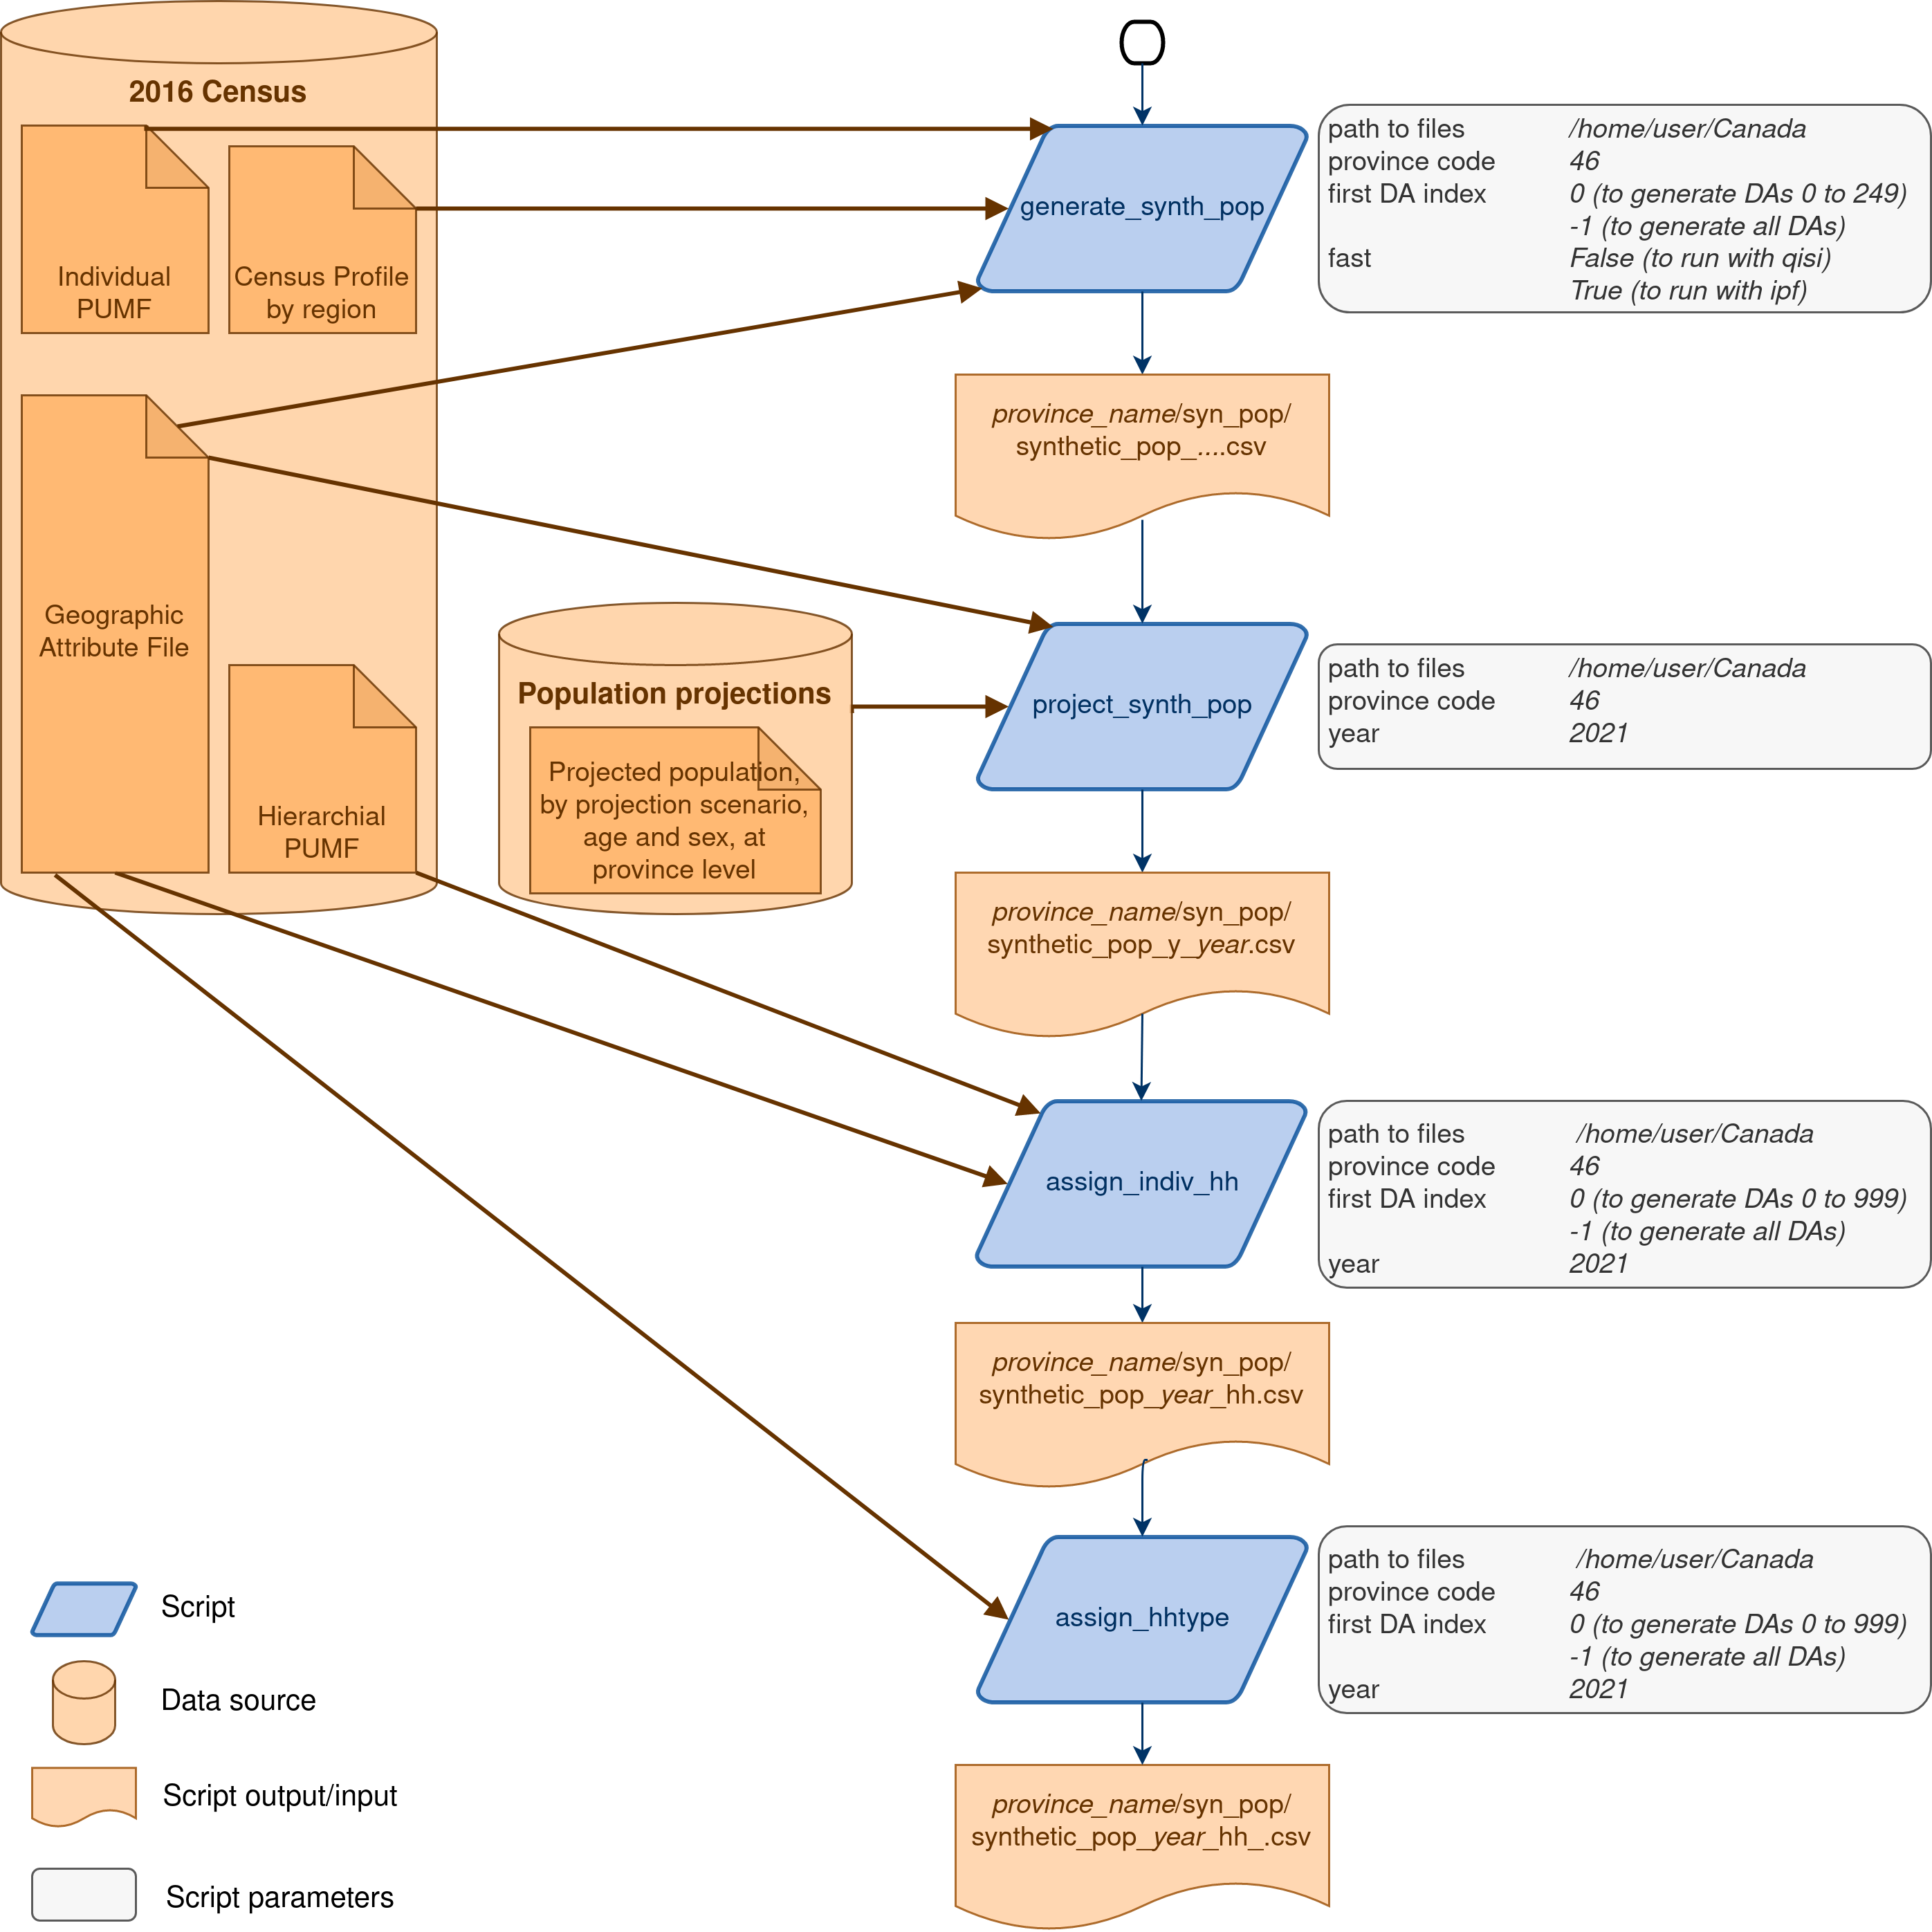 2016 Census
Individual
PUMF
Census Profile
by region
Geographic
Attribute File
Hierarchial
PUMF
Population projections
Projected population,
by projection scenario,
age and sex, at
province level
generate_synth_pop
path to files /home/user/Canada
province code 46
first DA index 0 (to generate DAs 0 to 249)
-1 (to generate all DAs)
fast False (to run with qisi)
True (to run with ipf)
province_name/syn_pop/
synthetic_pop_....csv
project_synth_pop
path to files /home/user/Canada
province code 46
year 2021
province_name/syn_pop/
synthetic_pop_y_year.csv
assign_indiv_hh
path to files /home/user/Canada
province code 46
first DA index 0 (to generate DAs 0 to 999)
-1 (to generate all DAs)
year 2021
province_name/syn_pop/
synthetic_pop_year_hh.csv
assign_hhtype
path to files /home/user/Canada
province code 46
first DA index 0 (to generate DAs 0 to 999)
-1 (to generate all DAs)
year 2021
province_name/syn_pop/
synthetic_pop_year_hh_.csv
Script
Data source
Script output/input
Script parameters